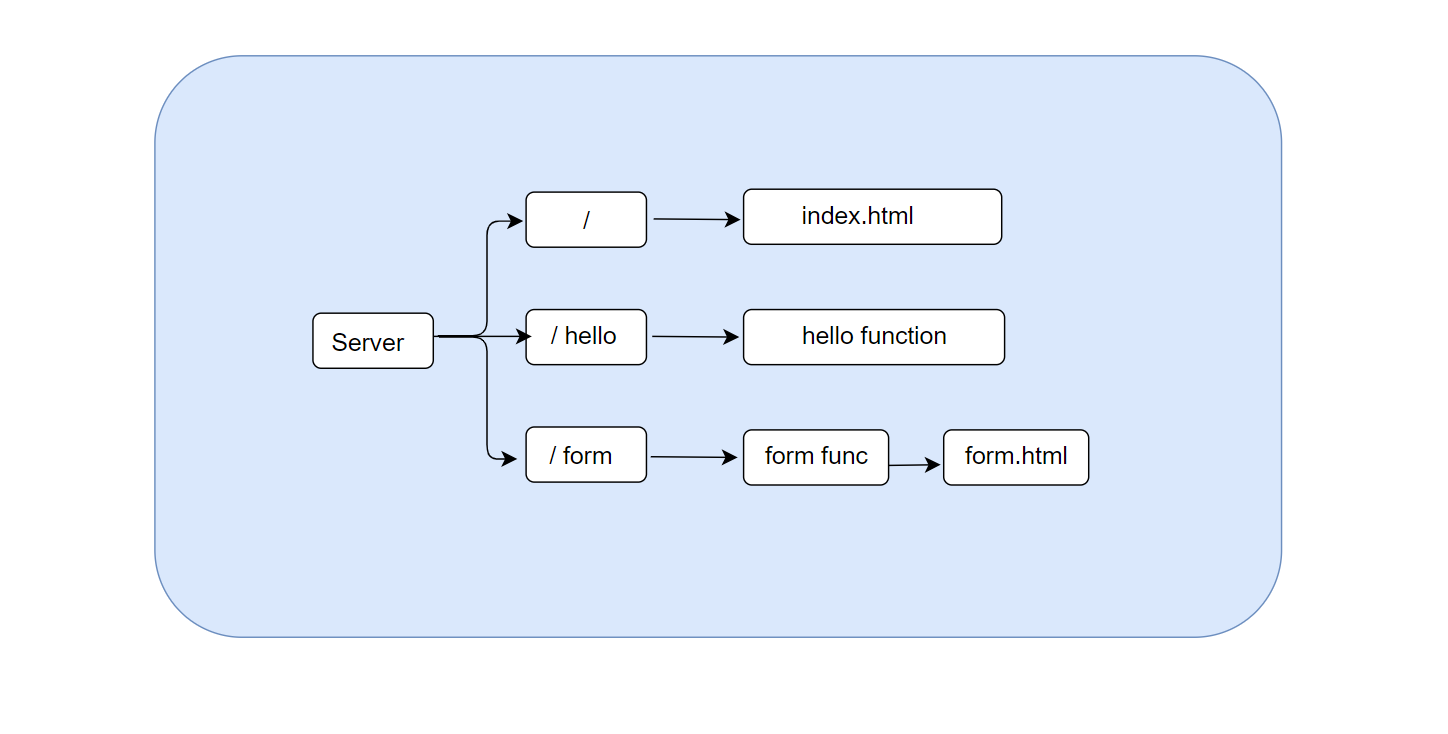 /
index.html
Server
/ hello
hello function
/ form
form func
form.html